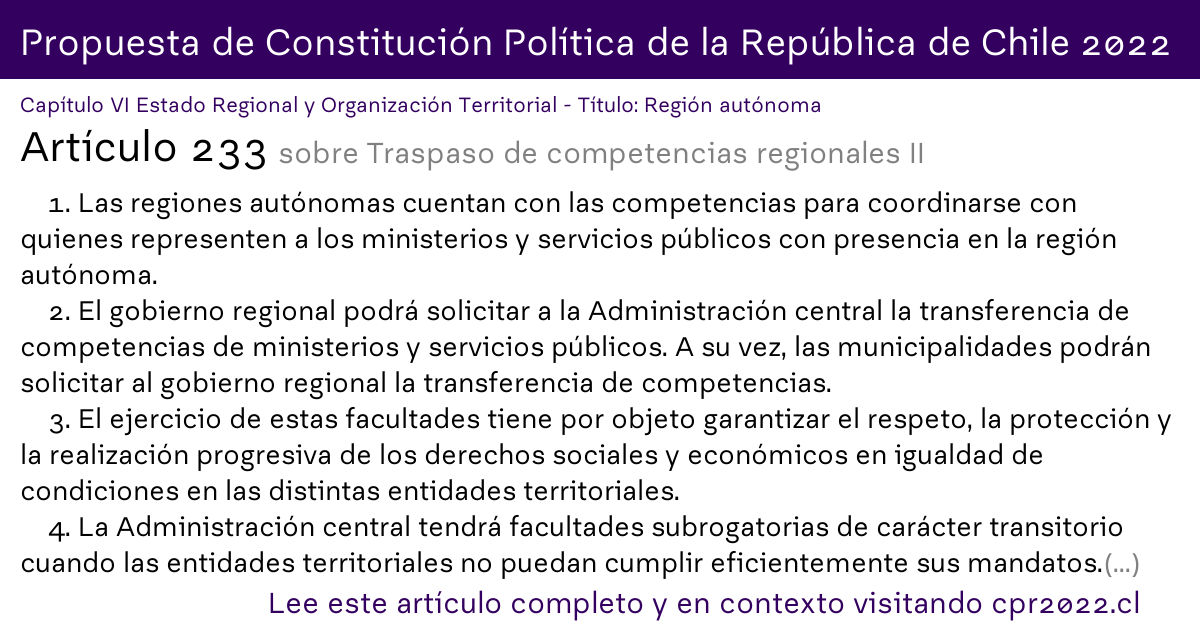 Propuesta de Constitución Política de la República de Chile 2022
Capítulo VI Estado Regional y Organización Territorial - Título: Región autónoma
Artículo 233 sobre Traspaso de competencias regionales II
1. Las regiones autónomas cuentan con las competencias para coordinarse con
quienes representen a los ministerios y servicios públicos con presencia en la región
autónoma.
2. El gobierno regional podrá solicitar a la Administración central la transferencia de
competencias de ministerios y servicios públicos. A su vez, las municipalidades podrán
solicitar al gobierno regional la transferencia de competencias.
3. El ejercicio de estas facultades tiene por objeto garantizar el respeto, la protección y
la realización progresiva de los derechos sociales y económicos en igualdad de
condiciones en las distintas entidades territoriales.
4. La Administración central tendrá facultades subrogatorias de carácter transitorio
cuando las entidades territoriales no puedan cumplir eficientemente sus mandatos.(...)
Lee este artículo completo y en contexto visitando cpr2022.cl